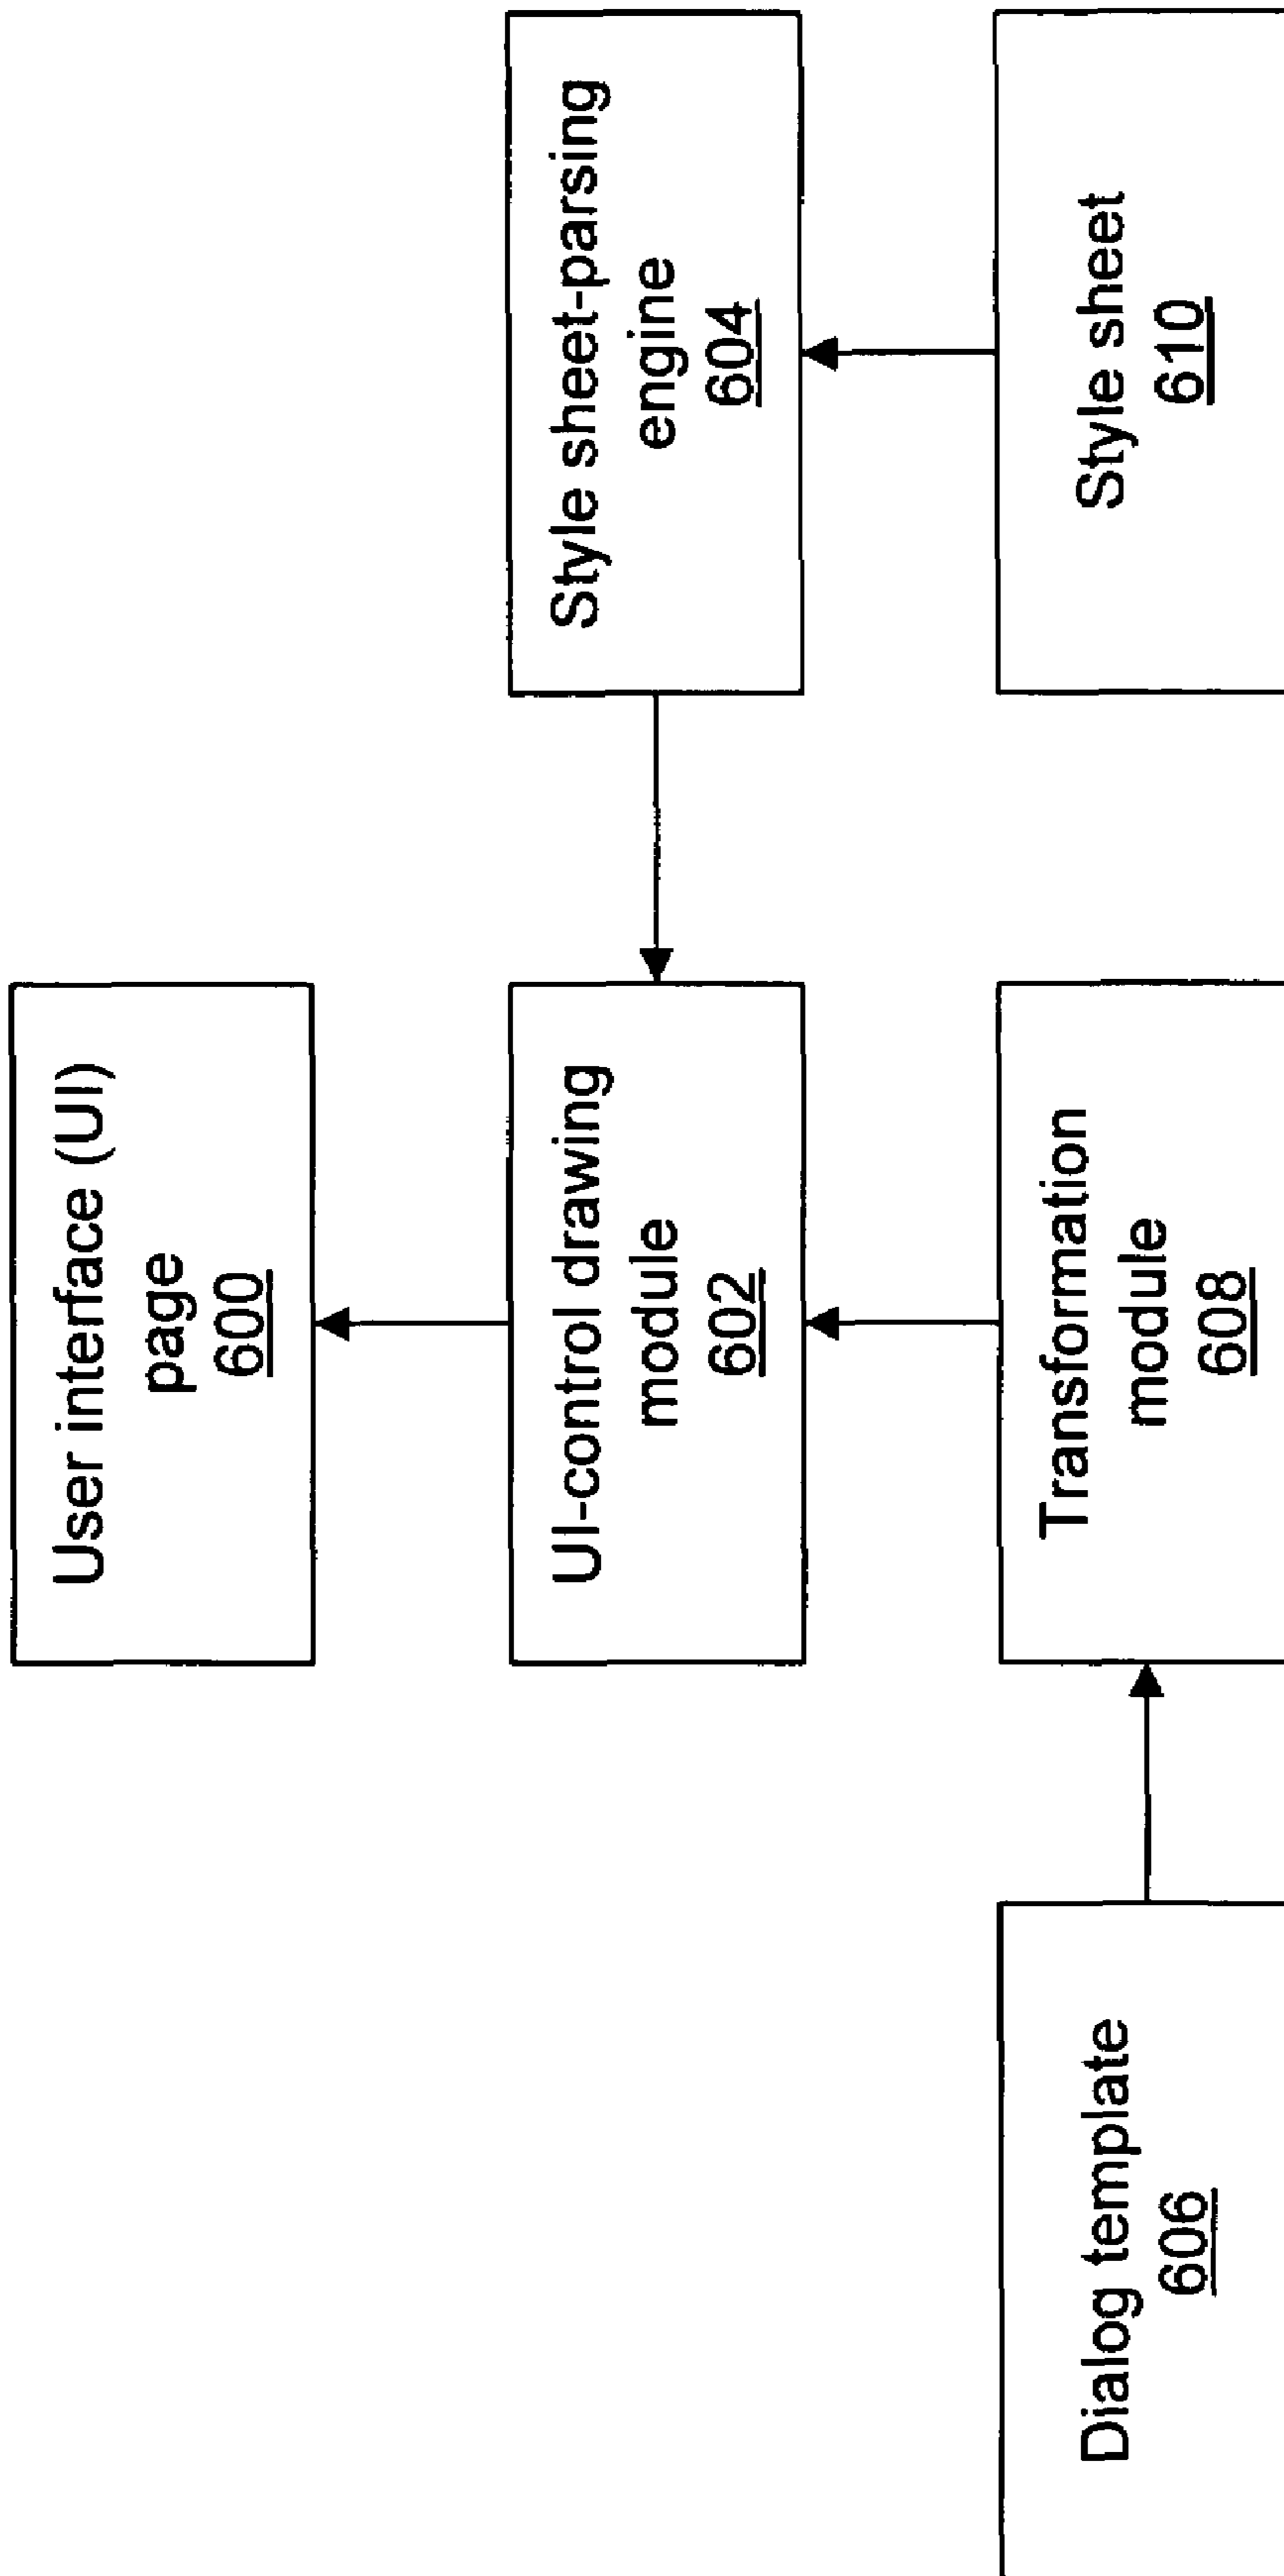 User interface (UI)
page
600
UI-control drawing
module
602
Style sheet-parsing
engine
604
Dialog template
606
Transformation
module
608
Style sheet
610